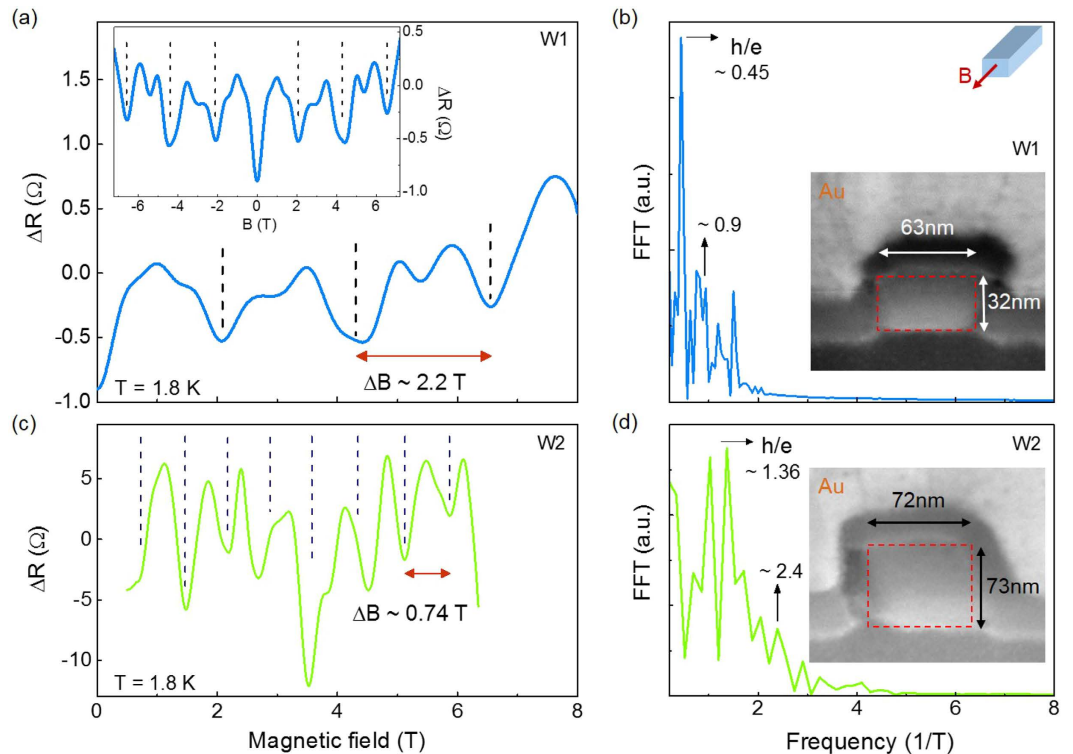 (a)
W1
ΔR (Ω)
1.5
1.0
0.5
0.0
-0.5
-1.0
0.5
0.0
-0.5
-1.0
ΔR (Ω)
-6
-4
-2
0
2
4
6
B (T)
ΔB ~ 2.2 T
T = 1.8 K
(b)
h/e
~ 0.45
B
W1
~ 0.9
Au
63nm
32nm
FFT (a.u.)
(c)
W2
ΔR (Ω)
5
0
-5
-10
ΔB ~ 0.74 T
T = 1.8 K
0
2
4
6
8
Magnetic field (T)
(d)
h/e
~ 1.36
W2
Au
72nm
~ 2.4
73nm
FFT (a.u.)
2
4
6
8
Frequency (1/T)